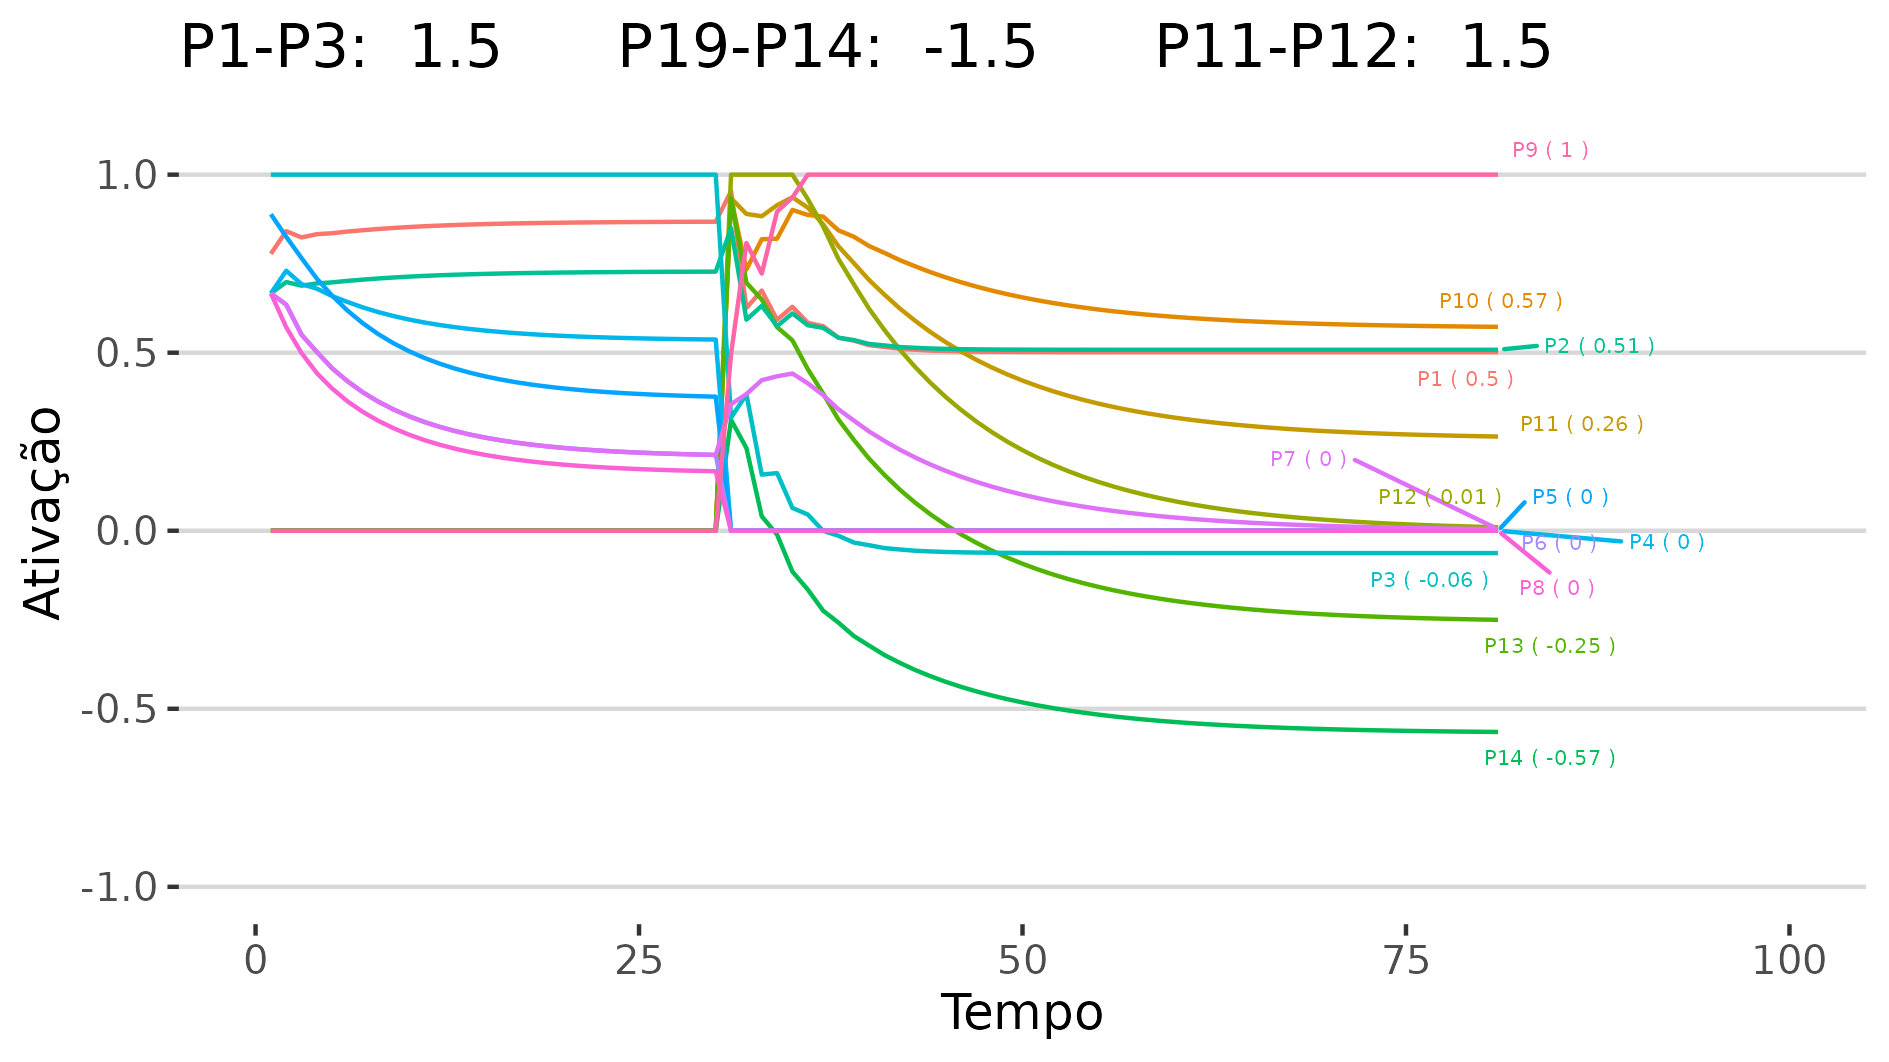 P1-P3:  1.5    P19-P14:  -1.5    P11-P12:  1.5
P9 ( 1 )
1.0
P10 ( 0.57 )
P2 ( 0.51 )
0.5
P1 ( 0.5 )
P11 ( 0.26 )
P7 ( 0 )
P12 ( 0.01 )
P5 ( 0 )
0.0
P6 ( 0 )
P4 ( 0 )
P3 ( -0.06 )
P8 ( 0 )
P13 ( -0.25 )
-0.5
P14 ( -0.57 )
-1.0
Ativação
0 25 50 75 100
Tempo